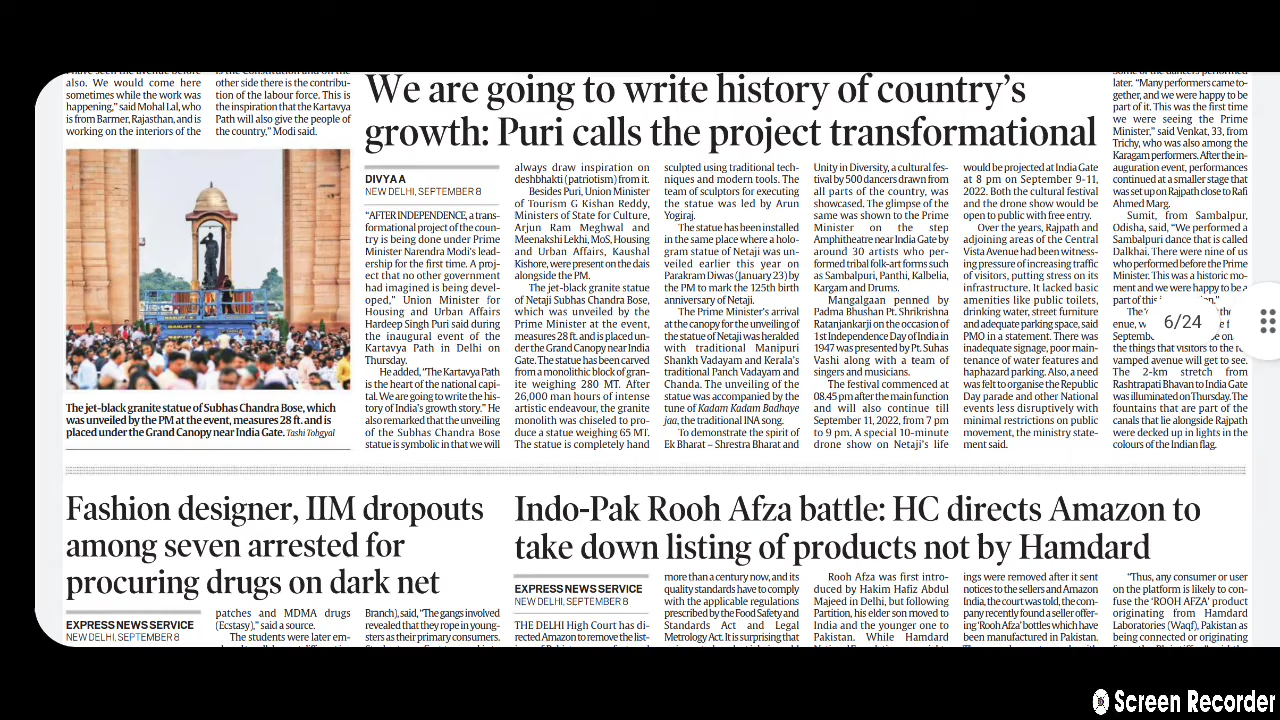 I have seen the avenue before
also. We would come here
sometimes while the work was
happening,” said Mohal Lal, who
is from Barmer, Rajasthan, and is
working on the interiors of the
is the Constitution and on the
other side there is the contribu-
tion of the labour force. This is
the inspiration that the Kartavya
Path will also give the people of
the country,” Modi said.
The jet-black granite statue of Subhas Chandra Bose, which
was unveiled by the PM at the event, measures 28 ft. and is
placed under the Grand Canopy near India Gate. Tashi Tobgyal
We are going to write history of country’s
growth: Puri calls the project transformational
DIVYA A
NEW DELHI, SEPTEMBER 8
“AFTER INDEPENDENCE, a trans-
formational project of the coun-
try is being done under Prime
Minister Narendra Modi’s lead-
ership for the first time. A proj-
ect that no other government
had imagined is being devel-
oped,” Union Minister for
Housing and Urban Affairs
Hardeep Singh Puri said during
the inaugural event of the
Kartavya Path in Delhi on
Thursday.
He added, “The Kartavya Path
is the heart of the national capi-
tal. We are going to write the his-
tory of India’s growth story.” He
also remarked that the unveiling
of the Subhas Chandra Bose
statue is symbolic in that we will
always draw inspiration on
deshbhakti (patriotism) from it.
Besides Puri, Union Minister
of Tourism G Kishan Reddy,
Ministers of State for Culture,
Arjun Ram Meghwal and
Meenakshi Lekhi, MoS, Housing
and Urban Affairs, Kaushal
Kishore, were present on the dais
alongside the PM.
The jet-black granite statue
of Netaji Subhas Chandra Bose,
which was unveiled by the
Prime Minister at the event,
measures 28 ft. and is placed un-
der the Grand Canopy near India
Gate. The statue has been carved
from a monolithic block of gran-
ite weighing 280 MT. After
26,000 man hours of intense
artistic endeavour, the granite
monolith was chiseled to pro-
duce a statue weighing 65 MT.
The statue is completely hand
sculpted using traditional tech-
niques and modern tools. The
team of sculptors for executing
the statue was led by Arun
Yogiraj.
The statue has been installed
in the same place where a holo-
gram statue of Netaji was un-
veiled earlier this year on
Parakram Diwas (January 23) by
the PM to mark the 125th birth
anniversary of Netaji.
The Prime Minister’s arrival
at the canopy for the unveiling of
the statue of Netaji was heralded
with traditional Manipuri
Shankh Vadayam and Kerala’s
traditional Panch Vadayam and
Chanda. The unveiling of the
statue was accompanied by the
tune of Kadam Kadam Badhaye
jaa, the traditional INA song.
To demonstrate the spirit of
Ek Bharat – Shrestra Bharat and
Unity in Diversity, a cultural fes-
tival by 500 dancers drawn from
all parts of the country, was
showcased. The glimpse of the
same was shown to the Prime
Minister on the step
Amphitheatre near India Gate by
around 30 artists who per-
formed tribal folk-art forms such
as Sambalpuri, Panthi, Kalbelia,
Kargam and Drums.
Mangalgaan penned by
Padma Bhushan Pt. Shrikrishna
Ratanjankarji on the occasion of
1st Independence Day of India in
1947 was presented by Pt. Suhas
Vashi along with a team of
singers and musicians.
The festival commenced at
08.45 pm after the main function
and will also continue till
September 11, 2022, from 7 pm
to 9 pm. A special 10-minute
drone show on Netaji’s life
would be projected at India Gate
at 8 pm on September 9-11,
2022. Both the cultural festival
and the drone show would be
open to public with free entry.
Over the years, Rajpath and
adjoining areas of the Central
Vista Avenue had been witness-
ing pressure of increasing traffic
of visitors, putting stress on its
infrastructure. It lacked basic
amenities like public toilets,
drinking water, street furniture
and adequate parking space, said
PMO in a statement. There was
inadequate signage, poor main-
tenance of water features and
haphazard parking. Also, a need
was felt to organise the Republic
Day parade and other National
events less disruptively with
minimal restrictions on public
movement, the ministry state-
ment said.
some of the dancers performed
later. “Many performers came to-
gether, and we were happy to be
part of it. This was the first time
we were seeing the Prime
Minister,” said Venkat, 33, from
Trichy, who was also among the
Karagam performers. After the in-
auguration event, performances
continued at a smaller stage that
was set up on Rajpath close to Rafi
Ahmed Marg.
Sumit, from Sambalpur,
Odisha, said, “We performed a
Sambalpuri dance that is called
Dalkhai. There were nine of us
who performed before the Prime
Minister. This was a historic mo-
ment and we were happy to be a
part of this
enue, w
Septembe
the things that visitors to the re-
vamped avenue will get to see.
The 2-km stretch from
Rashtrapati Bhavan to India Gate
was illuminated on Thursday. The
fountains that are part of the
canals that lie alongside Rajpath
were decked up in lights in the
colours of the Indian flag.
6/24
Fashion designer, IIM dropouts
among seven arrested for
procuring drugs on dark net
EXPRESS NEWS SERVICE
NEW DELHI, SEPTEMBER 8
patches and MDMA drugs
(Ecstasy),” said a source.
The students were later em-
Branch), said, “The gangs involved
revealed that they rope in young-
sters as their primary consumers.
Indo-Pak Rooh Afza battle: HC directs Amazon to
take down listing of products not by Hamdard
EXPRESS NEWS SERVICE
NEW DELHI, SEPTEMBER 8
THE DELHI High Court has di-
rected Amazon to remove the list-
more than a century now, and its
quality standards have to comply
with the applicable regulations
prescribed by the Food Safety and
Standards Act and Legal
Metrology Act. It is surprising that
Rooh Afza was first intro-
duced by Hakim Hafiz Abdul
Majeed in Delhi, but following
Partition, his elder son moved to
India and the younger one to
Pakistan. While Hamdard
ings were removed after it sent
notices to the sellers and Amazon
India, the court was told, the com-
pany recently found a seller offer-
ing ‘Rooh Afza’ bottles which have
been manufactured in Pakistan.
“Thus, any consumer or user
on the platform is likely to con-
fuse the ‘ROOH AFZA’ product
originating from Hamdard
Laboratories (Waqf), Pakistan as
being connected or originating
Screen Recorder